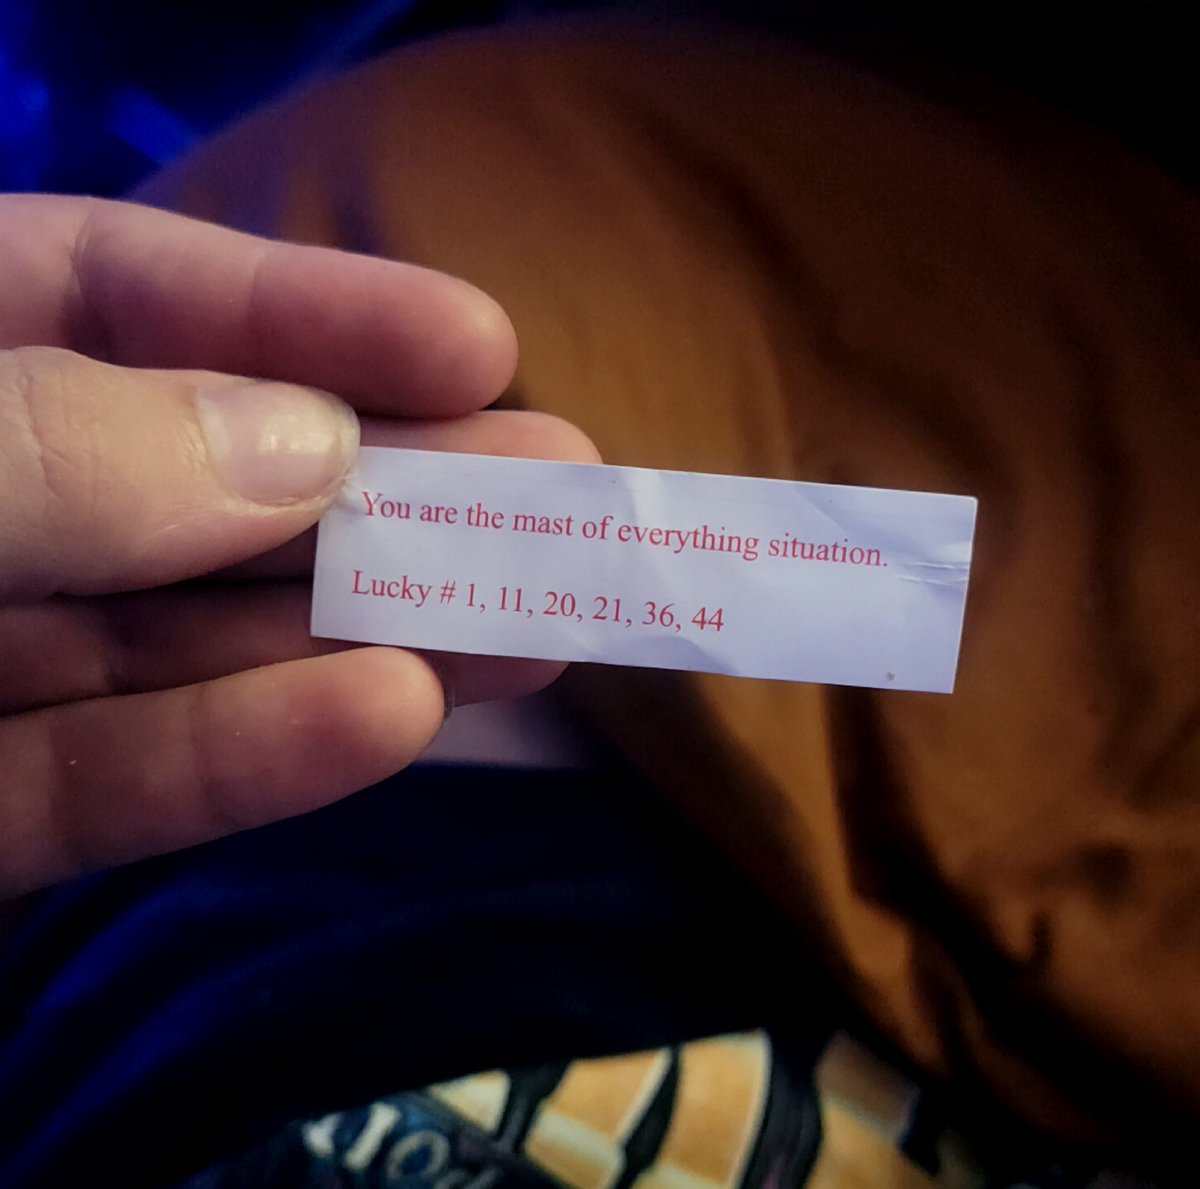 You are the mast of everything situation.
Lucky # 1, 11, 20, 21, 36, 44